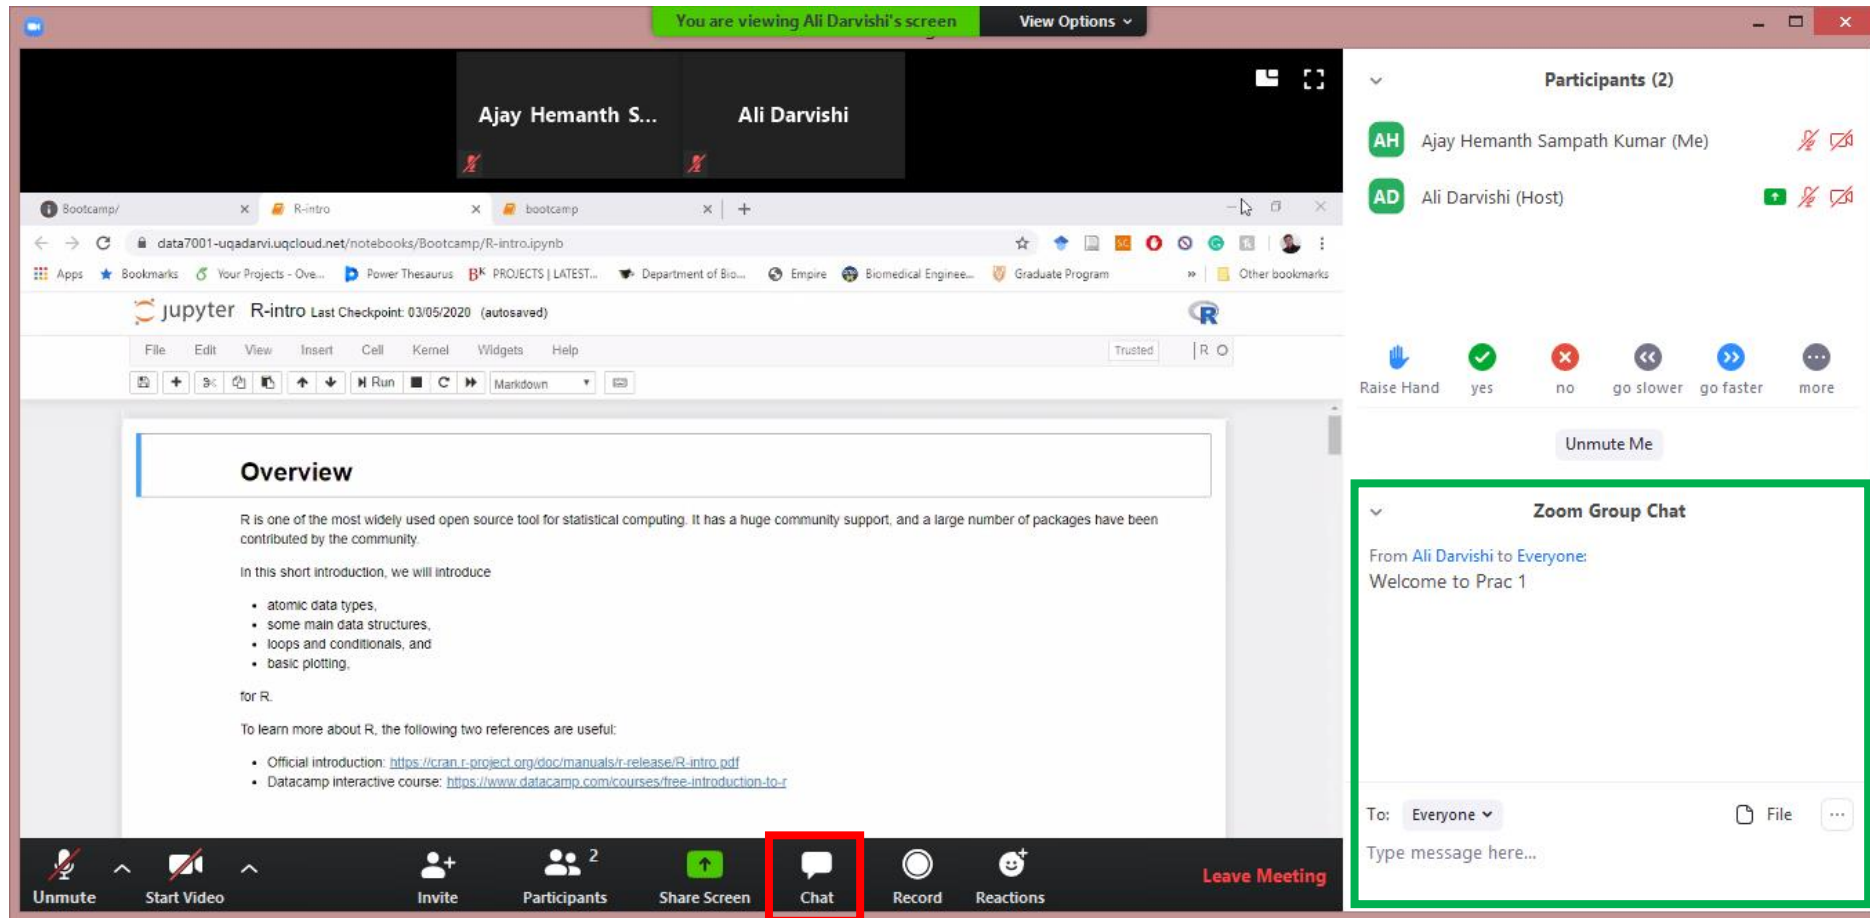 You are viewing Ali Darvishi's screen
View Options
Ajay Hemanth S...
Ali Darvishi
Bootcamp/
R-intro
bootcamp
data7001-uqadarvi.uqcloud.net/notebooks/Bootcamp/R-intro.ipynb
Apps
Bookmarks
Your Projects - Ove...
Power Thesaurus
PROJECTS | LATEST...
Department of Bio...
Empire
Biomedical Enginee...
Graduate Program
Other bookmarks
jupyter R-intro Last Checkpoint: 03/05/2020 (autosaved)
File Edit View Insert Cell Kernel Widgets Help
Trusted
R
Run
Markdown
Overview
R is one of the most widely used open source tool for statistical computing. It has a huge community support, and a large number of packages have been
contributed by the community.
In this short introduction, we will introduce
• atomic data types,
• some main data structures,
• loops and conditionals, and
• basic plotting,
for R.
To learn more about R, the following two references are useful:
• Official introduction: https://cran.r-project.org/doc/manuals/r-release/R-intro.pdf
• Datacamp interactive course: https://www.datacamp.com/courses/free-introduction-to-r
Unmute
Start Video
Invite
2
Participants
Share Screen
Chat
Record
Reactions
Leave Meeting
Participants (2)
AH Ajay Hemanth Sampath Kumar (Me)
AD Ali Darvishi (Host)
Raise Hand
yes
no
go slower
go faster
more
Unmute Me
Zoom Group Chat
From Ali Darvishi to Everyone:
Welcome to Prac 1
To: Everyone
File
Type message here...